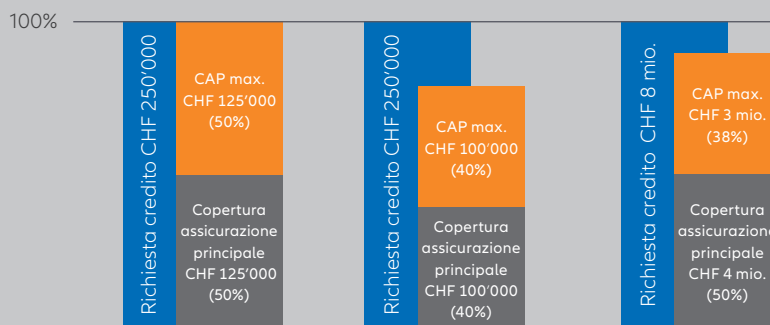 100%
Richiesta credito CHF 250’000
CAP max.
CHF 125’000
(50%)
Copertura
assicurazione
principale
CHF 125’000
(50%)
Richiesta credito CHF 250’000
CAP max.
CHF 100’000
(40%)
Copertura
assicurazione
principale
CHF 100’000
(40%)
Richiesta credito CHF 8 mio.
CAP max.
CHF 3 mio.
(38%)
Copertura
assicurazione
principale
CHF 4 mio.
(50%)